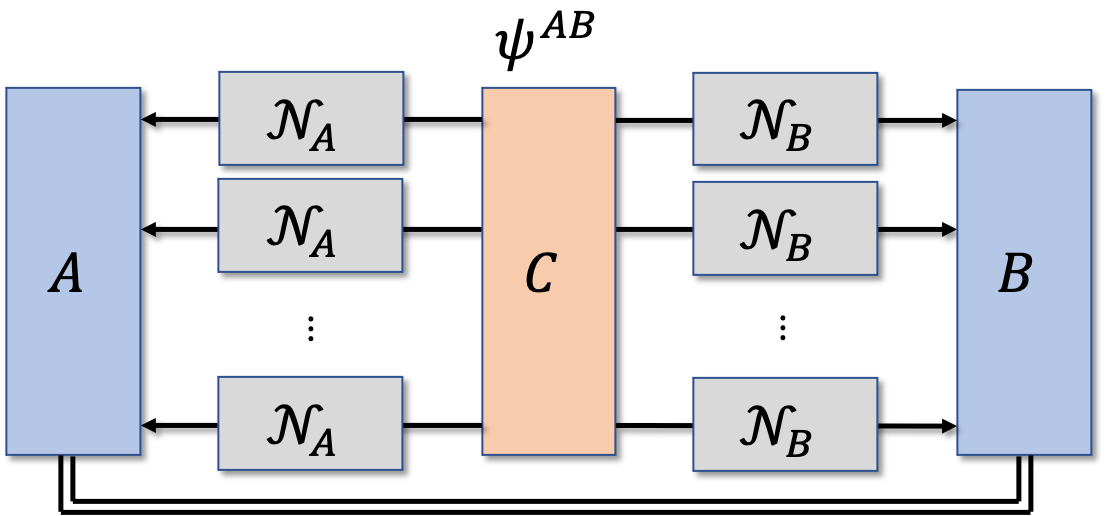 ψ^{AB}
𝒩_A 𝒩_B
𝒩_A 𝒩_B
A C B
⋮ ⋮
𝒩_A 𝒩_B